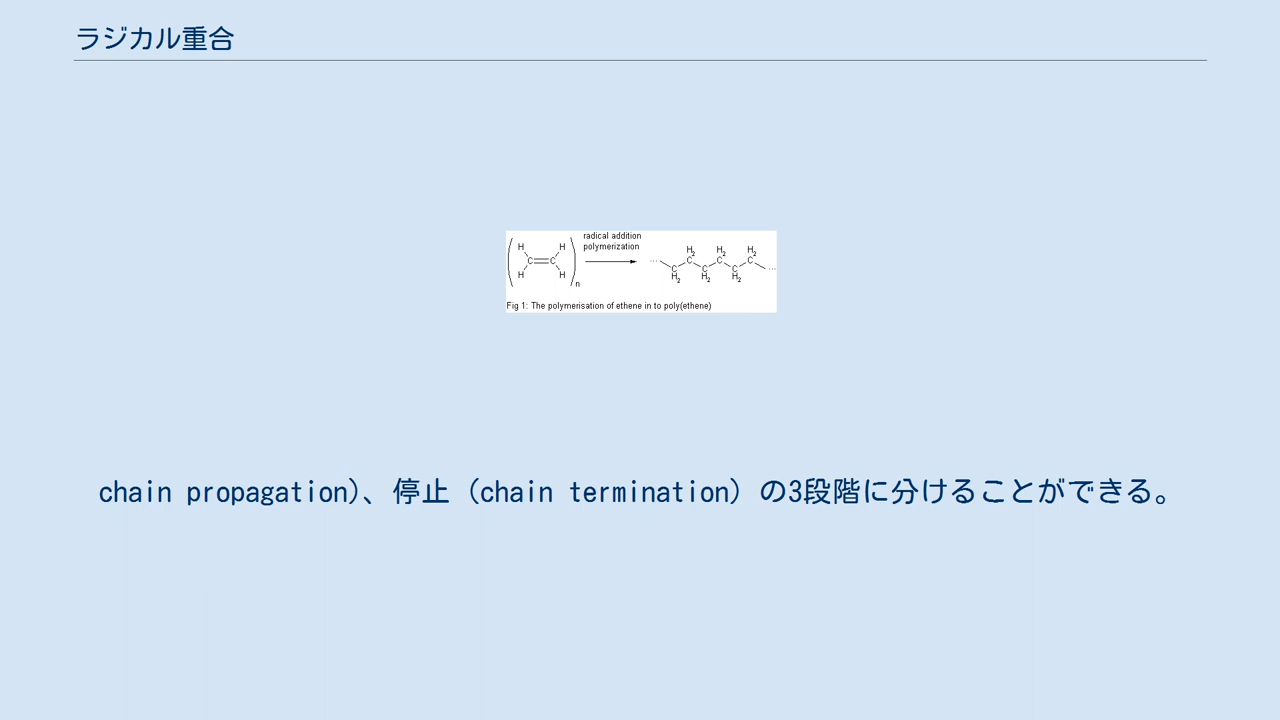 ラジカル重合
radical addition
polymerization
H H H₂ H₂ H₂
C=C
H H C C C C C C
H₂ H₂ H₂
n
Fig 1: The polymerisation of ethene in to poly(ethene)
chain propagation)、停止（chain termination）の3段階に分けることができる。